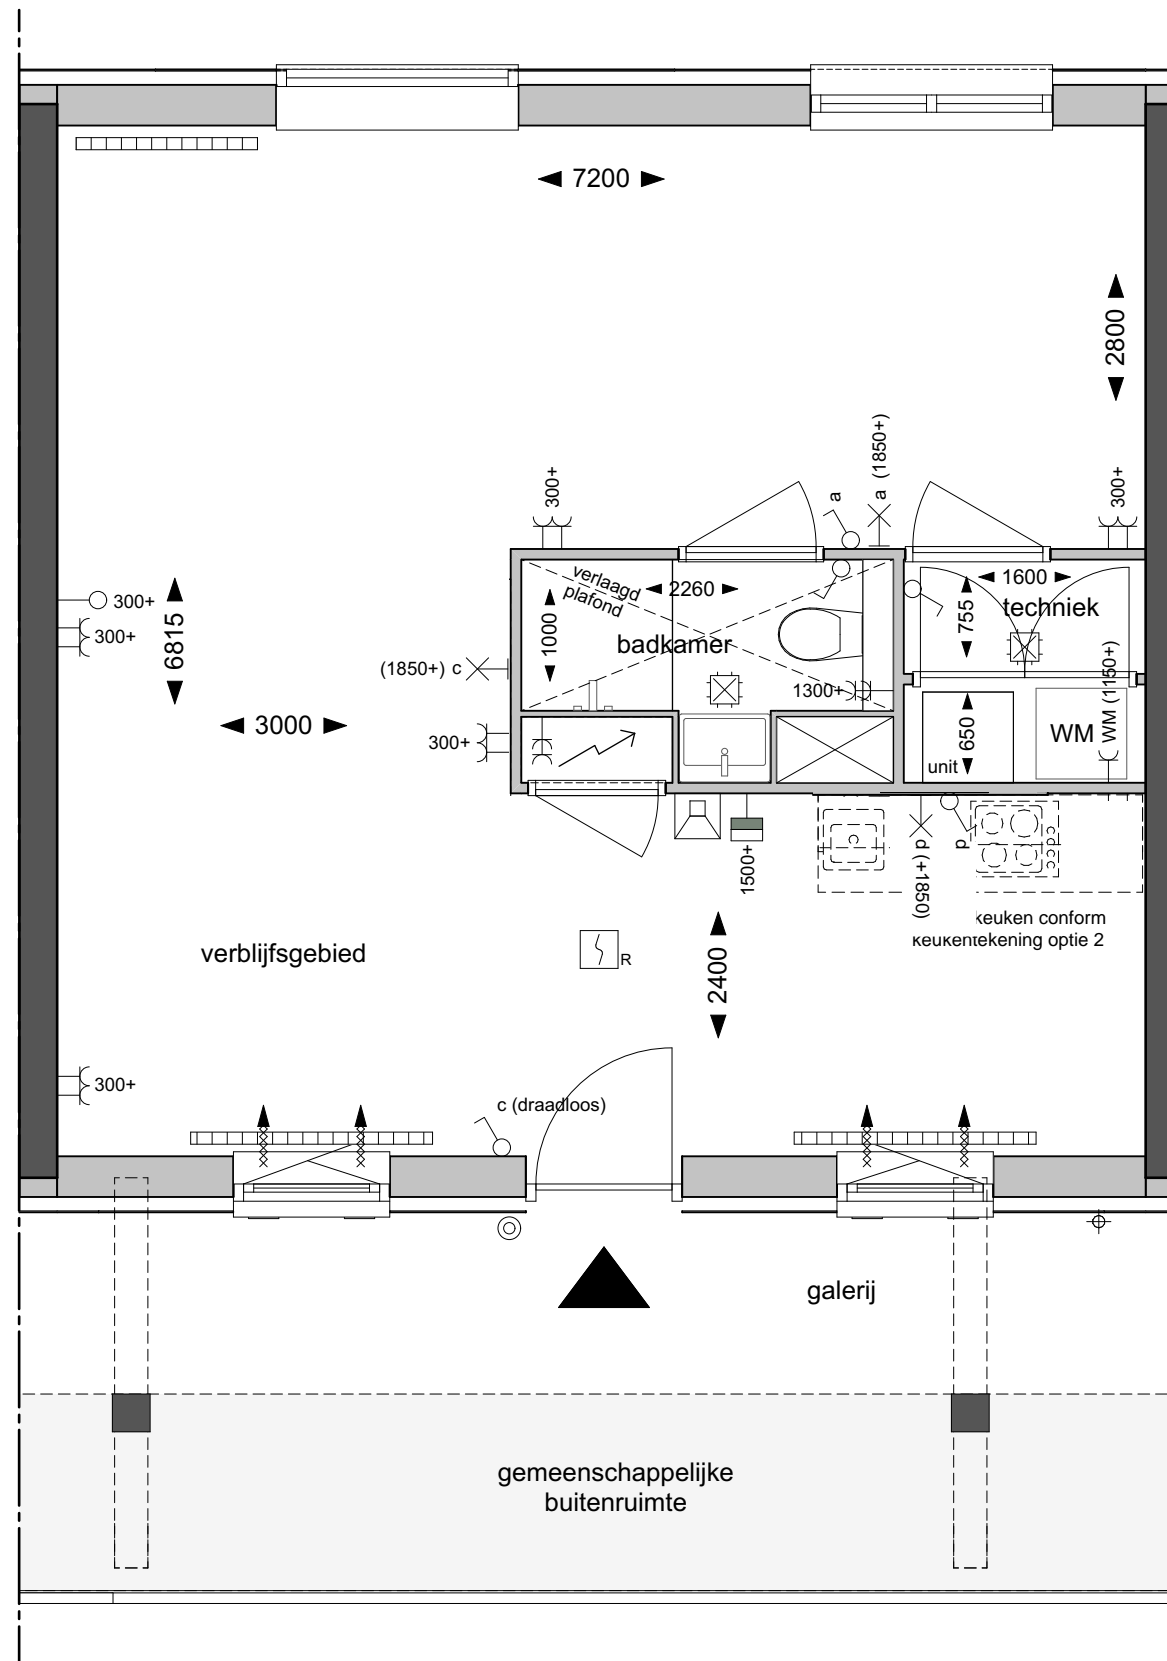 7200
2800
300+
a
a (1850+)
300+
300+
300+
6815
verlaagd
plafond
2260
1000
badkamer
1600
techniek
755
(1850+) c
1300+
3000
300+
650
unit
WM
WM (1150+)
1500+
d (+1850)
d
c
c d c c
verblijfsgebied
R
2400
keuken conform
keukentekening optie 2
300+
c (draadloos)
galerij
gemeenschappelijke
buitenruimte